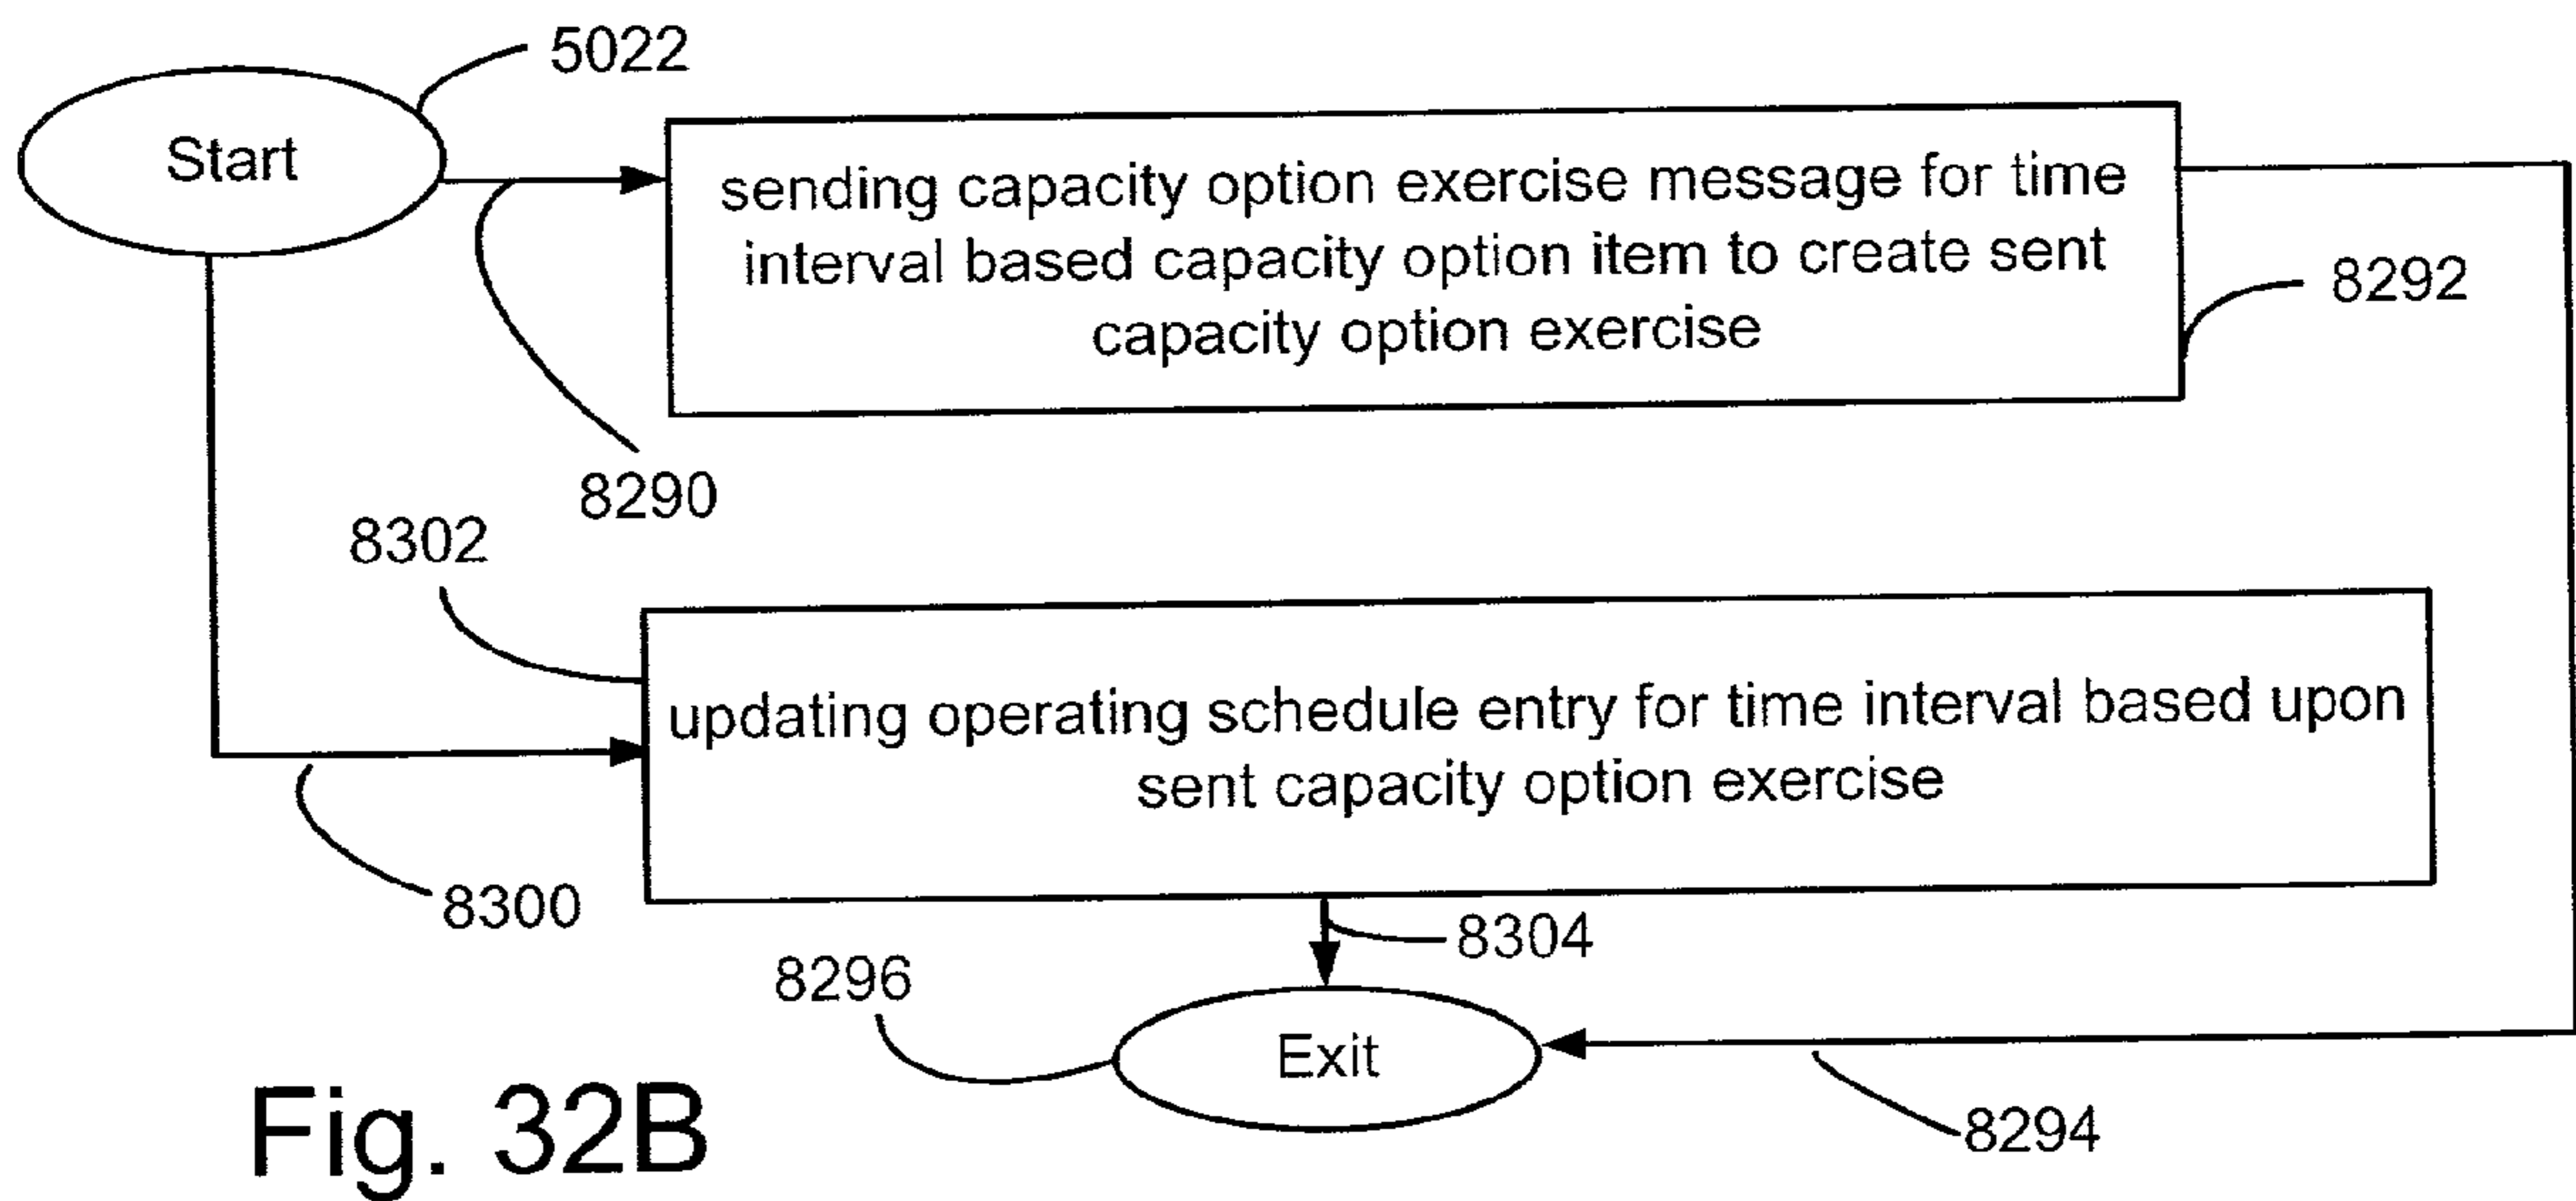 5022
Start
sending capacity option exercise message for time
interval based capacity option item to create sent
capacity option exercise
8292
8290
8302
updating operating schedule entry for time interval based upon
sent capacity option exercise
8300
8304
8296
Exit
8294
Fig. 32B